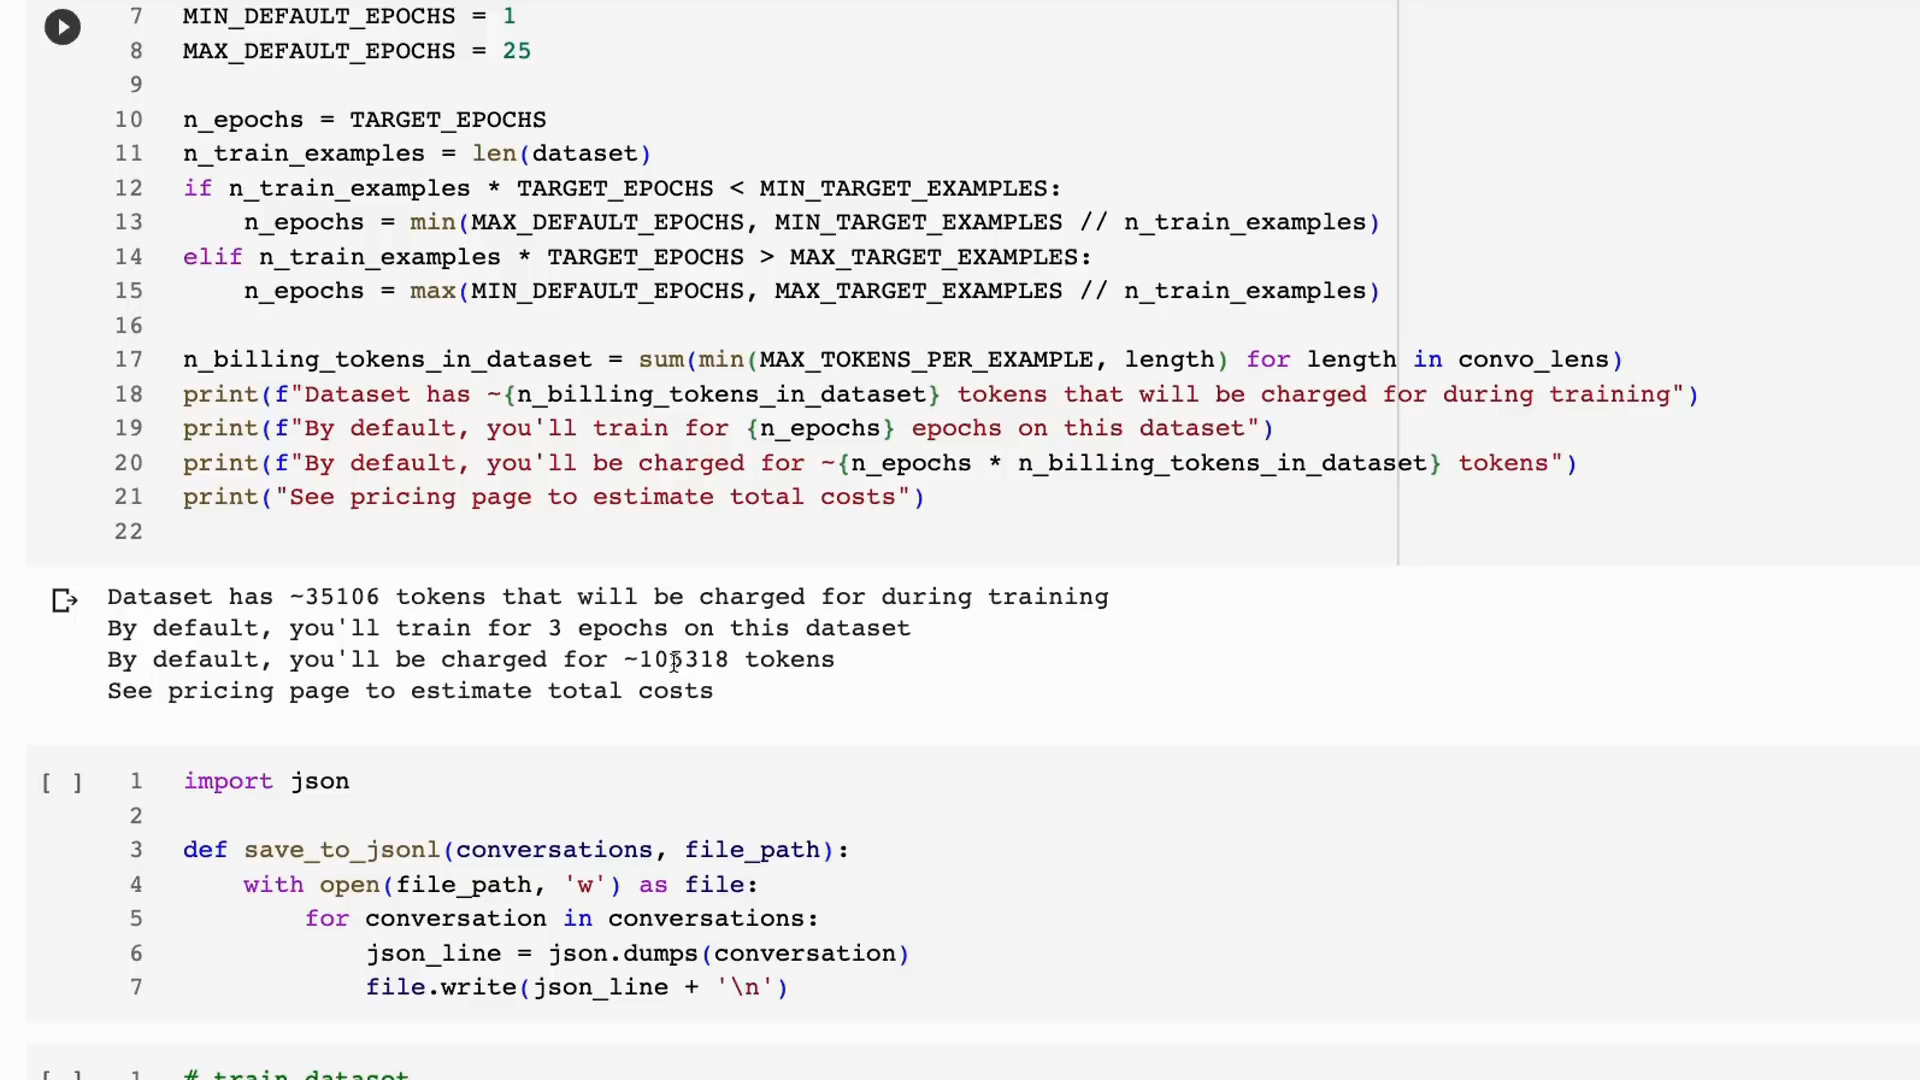 7 MIN_DEFAULT_EPOCHS = 1
8 MAX_DEFAULT_EPOCHS = 25
9
10 n_epochs = TARGET_EPOCHS
11 n_train_examples = len(dataset)
12 if n_train_examples * TARGET_EPOCHS < MIN_TARGET_EXAMPLES:
13     n_epochs = min(MAX_DEFAULT_EPOCHS, MIN_TARGET_EXAMPLES // n_train_examples)
14 elif n_train_examples * TARGET_EPOCHS > MAX_TARGET_EXAMPLES:
15     n_epochs = max(MIN_DEFAULT_EPOCHS, MAX_TARGET_EXAMPLES // n_train_examples)
16
17 n_billing_tokens_in_dataset = sum(min(MAX_TOKENS_PER_EXAMPLE, length) for length in convo_lens)
18 print(f"Dataset has ~{n_billing_tokens_in_dataset} tokens that will be charged for during training")
19 print(f"By default, you'll train for {n_epochs} epochs on this dataset")
20 print(f"By default, you'll be charged for ~{n_epochs * n_billing_tokens_in_dataset} tokens")
21 print("See pricing page to estimate total costs")
22
Dataset has ~35106 tokens that will be charged for during training
By default, you'll train for 3 epochs on this dataset
By default, you'll be charged for ~105318 tokens
See pricing page to estimate total costs
[ ] 1 import json
2
3 def save_to_jsonl(conversations, file_path):
4     with open(file_path, 'w') as file:
5         for conversation in conversations:
6             json_line = json.dumps(conversation)
7             file.write(json_line + '\n')
[ ] 1 # train dataset